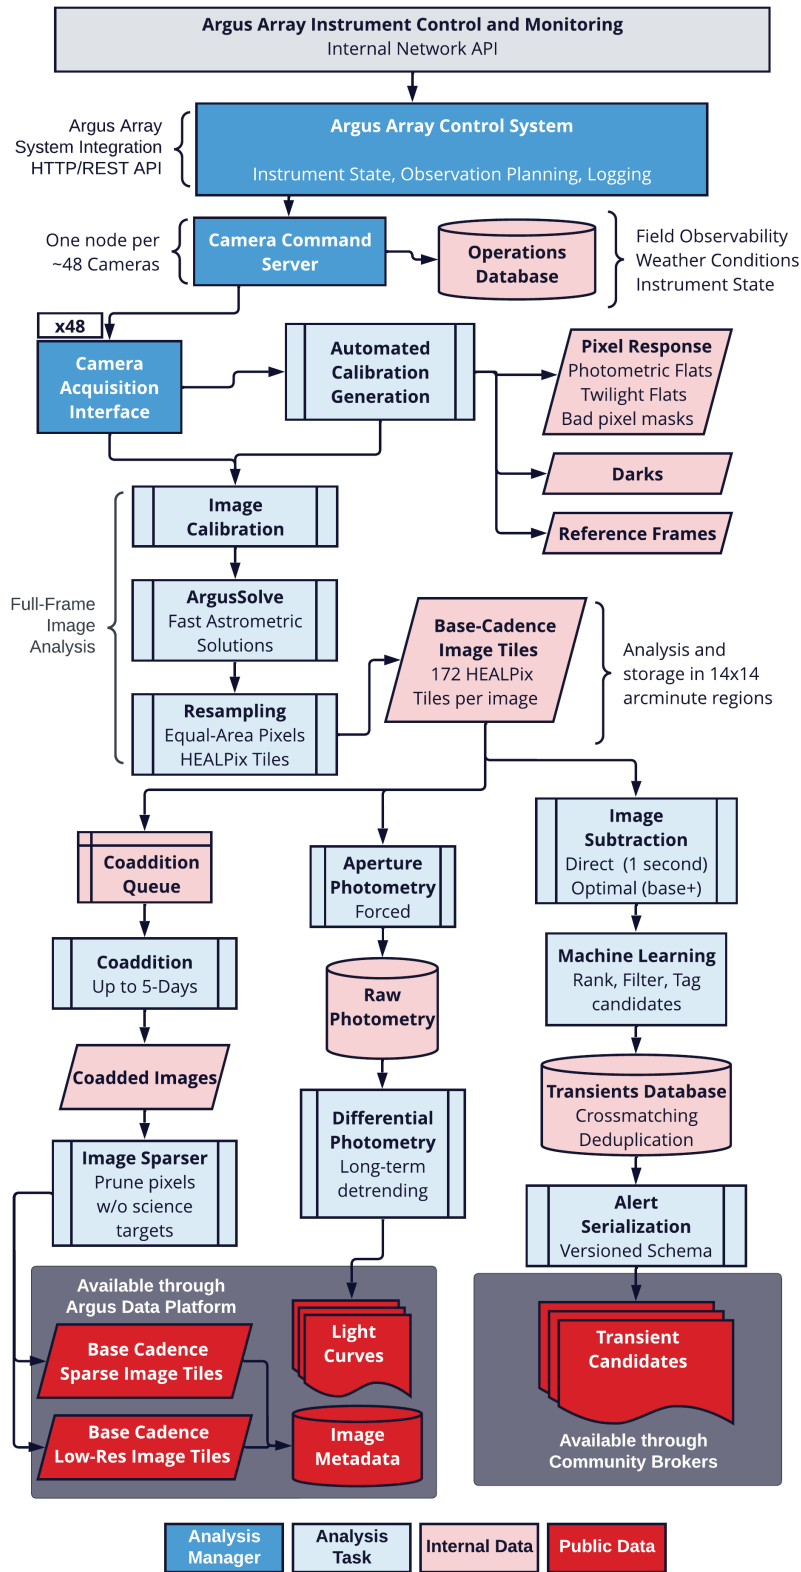 Argus Array Instrument Control and Monitoring
Internal Network API
Argus Array
System Integration
HTTP/REST API
Argus Array Control System
Instrument State, Observation Planning, Logging
One node per
~48 Cameras
Camera Command
Server
Operations
Database
Field Observability
Weather Conditions
Instrument State
x48
Camera
Acquisition
Interface
Automated
Calibration
Generation
Pixel Response
Photometric Flats
Twilight Flats
Bad pixel masks
Darks
Reference Frames
Image
Calibration
Full-Frame
Image
Analysis
ArgusSolve
Fast Astrometric
Solutions
Resampling
Equal-Area Pixels
HEALPix Tiles
Base-Cadence
Image Tiles
172 HEALPix
Tiles per image
Analysis and
storage in 14x14
arcminute regions
Coaddition
Queue
Coaddition
Up to 5-Days
Coadded Images
Image Sparser
Prune pixels
w/o science
targets
Aperture
Photometry
Forced
Raw
Photometry
Differential
Photometry
Long-term
detrending
Image
Subtraction
Direct (1 second)
Optimal (base+)
Machine Learning
Rank, Filter, Tag
candidates
Transients Database
Crossmatching
Deduplication
Alert
Serialization
Versioned Schema
Available through
Argus Data Platform
Base Cadence
Sparse Image Tiles
Base Cadence
Low-Res Image Tiles
Light
Curves
Image
Metadata
Transient
Candidates
Available through
Community Brokers
Analysis
Manager
Analysis
Task
Internal Data
Public Data